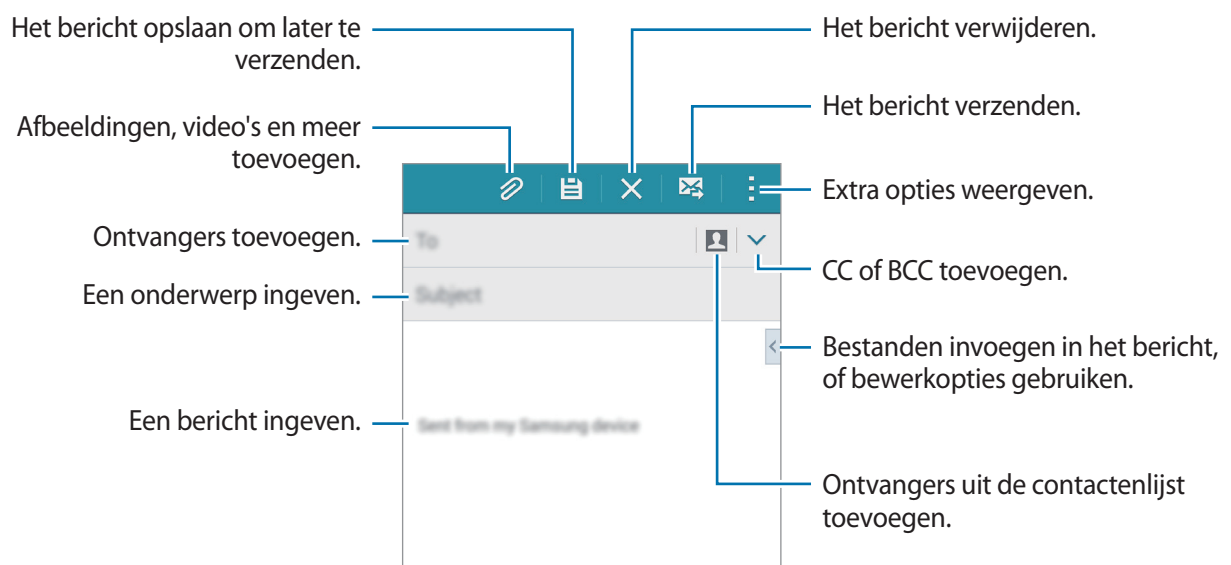 Het bericht opslaan om later te
verzenden.
Afbeeldingen, video's en meer
toevoegen.
Ontvangers toevoegen.
Een onderwerp ingeven.
Een bericht ingeven.
To
Subject
Sent from my Samsung device
Het bericht verwijderen.
Het bericht verzenden.
Extra opties weergeven.
CC of BCC toevoegen.
Bestanden invoegen in het bericht,
of bewerkopties gebruiken.
Ontvangers uit de contactenlijst
toevoegen.